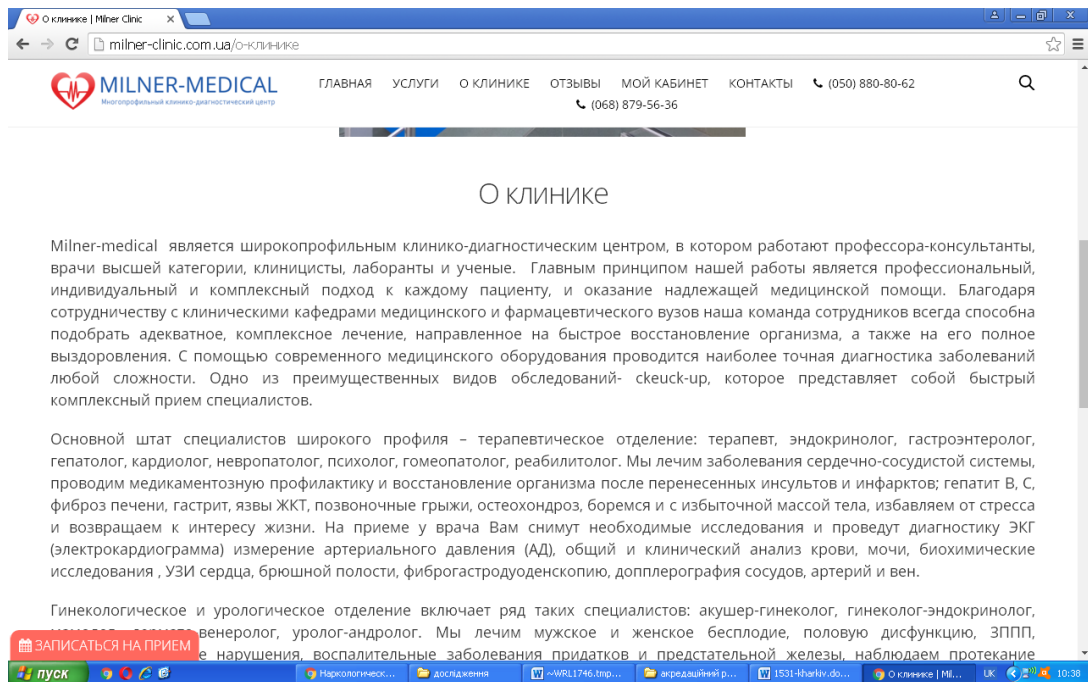 О клинике | Milner Clinic
milner-clinic.com.ua/о-клинике
MILNER-MEDICAL
Многопрофильный клинико-диагностический центр
ГЛАВНАЯ УСЛУГИ О КЛИНИКЕ ОТЗЫВЫ МОЙ КАБИНЕТ КОНТАКТЫ (050) 880-80-62
(068) 879-56-36
О клинике
Milner-medical является широкопрофильным клинико-диагностическим центром, в котором работают профессора-консультанты,
врачи высшей категории, клиницисты, лаборанты и ученые. Главным принципом нашей работы является профессиональный,
индивидуальный и комплексный подход к каждому пациенту, и оказание надлежащей медицинской помощи. Благодаря
сотрудничеству с клиническими кафедрами медицинского и фармацевтического вузов наша команда сотрудников всегда способна
подобрать адекватное, комплексное лечение, направленное на быстрое восстановление организма, а также на его полное
выздоровления. С помощью современного медицинского оборудования проводится наиболее точная диагностика заболеваний
любой сложности. Одно из преимущественных видов обследований- ckeuck-up, которое представляет собой быстрый
комплексный прием специалистов.
Основной штат специалистов широкого профиля – терапевтическое отделение: терапевт, эндокринолог, гастроэнтеролог,
гепатолог, кардиолог, невропатолог, психолог, гомеопатолог, реабилитолог. Мы лечим заболевания сердечно-сосудистой системы,
проводим медикаментозную профилактику и восстановление организма после перенесенных инсультов и инфарктов; гепатит В, С,
фиброз печени, гастрит, язвы ЖКТ, позвоночные грыжи, остеохондроз, боремся и с избыточной массой тела, избавляем от стресса
и возвращаем к интересу жизни. На приеме у врача Вам снимут необходимые исследования и проведут диагностику ЭКГ
(электрокардиограмма) измерение артериального давления (АД), общий и клинический анализ крови, мочи, биохимические
исследования , УЗИ сердца, брюшной полости, фиброгастродуоденскопию, допплерография сосудов, артерий и вен.
Гинекологическое и урологическое отделение включает ряд таких специалистов: акушер-гинеколог, гинеколог-эндокринолог,
венеролог, уролог-андролог. Мы лечим мужское и женское бесплодие, половую дисфункцию, ЗППП,
ЗАПИСАТЬСЯ НА ПРИЕМ
нарушения, воспалительные заболевания придатков и предстательной железы, наблюдаем протекание
пуск Наркологическ... дослідження ~WRL1746.tmp... акредаційний р... 1531-kharkiv.do... О клинике | Mil... UK 10:38